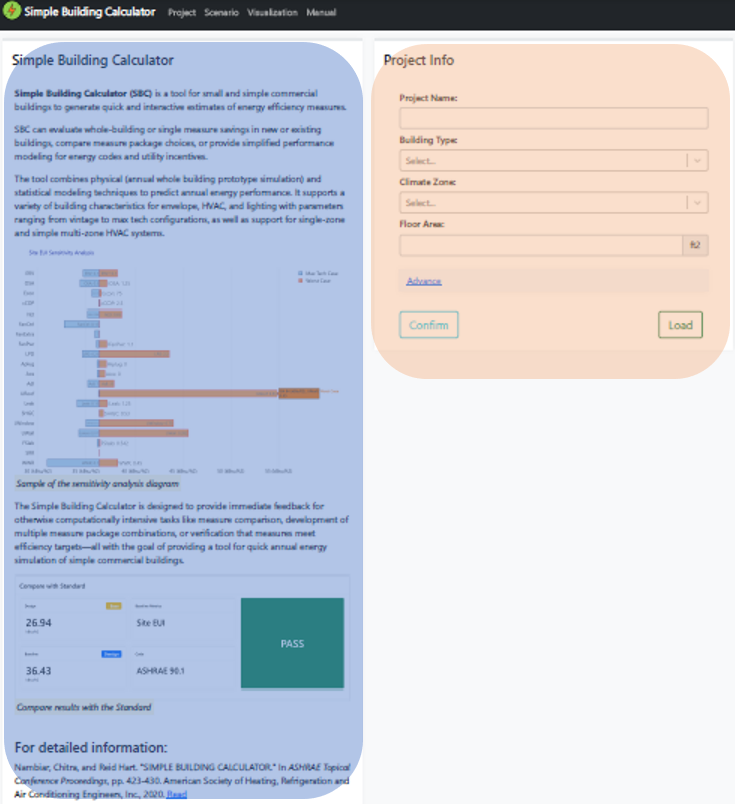 Simple Building Calculator Project Scenario Visualization Manual
Simple Building Calculator
Simple Building Calculator (SBC) is a tool for small and simple commercial
buildings to generate quick and interactive estimates of energy efficiency measures.
SBC can evaluate whole-building or single measure savings in new or existing
buildings, compare measure package choices, or provide simplified performance
modeling for energy codes and utility incentives.
The tool combines physical (annual whole building prototype simulation) and
statistical modeling techniques to predict annual energy performance. It supports a
variety of building characteristics for envelope, HVAC, and lighting with parameters
ranging from vintage to max tech configurations, as well as support for single-zone
and simple multi-zone HVAC systems.
Site EUI Sensitivity Analysis
Max Tech Case
Worse Case
Sample of the sensitivity analysis diagram
The Simple Building Calculator is designed to provide immediate feedback for
otherwise computationally intensive tasks like measure comparison, development of
multiple measure package combinations, or verification that measures meet
efficiency targets—all with the goal of providing a tool for quick annual energy
simulation of simple commercial buildings.
Compare with Standard
26.94
Site EUI
PASS
Baseline
Design
Code
36.43
ASHRAE 90.1
Compare results with the Standard
For detailed information:
Nambiar, Chitra, and Reid Hart. "SIMPLE BUILDING CALCULATOR." In ASHRAE Topical
Conference Proceedings, pp. 423-430. American Society of Heating, Refrigeration and
Air Conditioning Engineers, Inc., 2020. Read
Project Info
Project Name:
Building Type:
Select...
Climate Zone:
Select...
Floor Area:
ft2
Advance
Confirm
Load